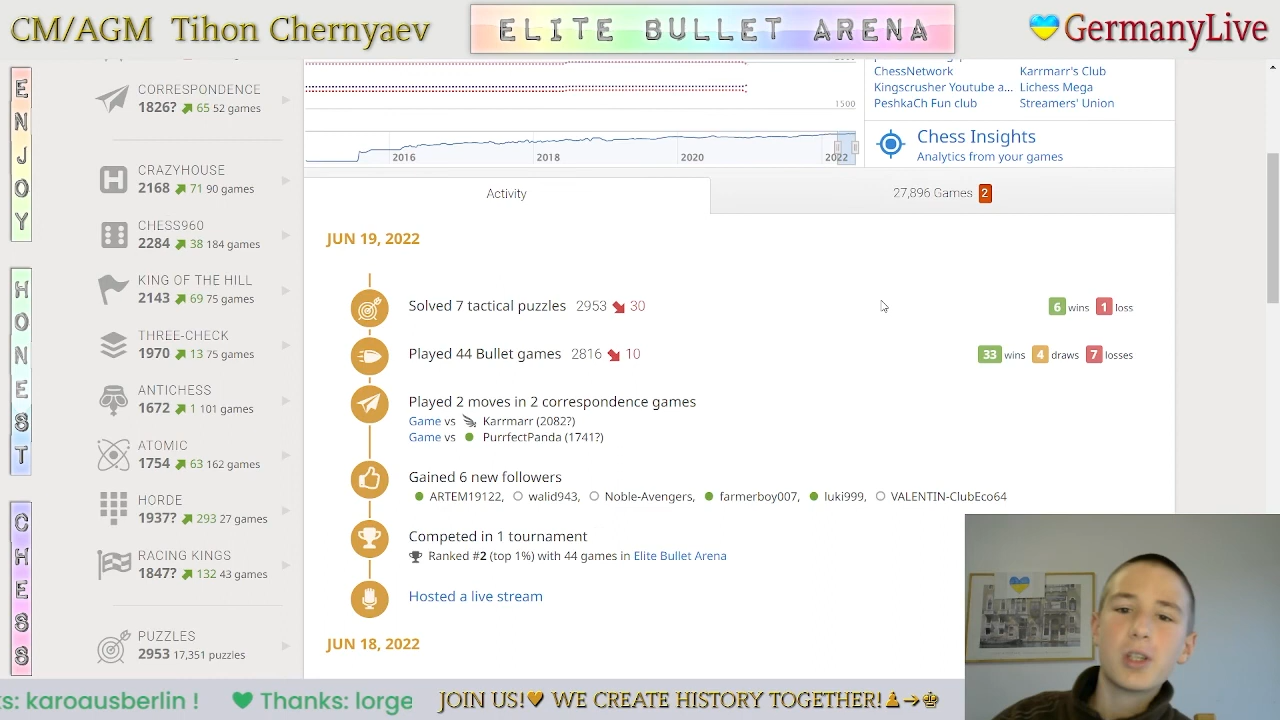 CM/AGM Tihon Chernyaev
ELITE BULLET ARENA
GermanyLive
ENJOY
HONEST
CHESS
CORRESPONDENCE
1826? 65 52 games
CRAZYHOUSE
2168 71 90 games
CHESS960
2284 38 184 games
KING OF THE HILL
2143 69 75 games
THREE-CHECK
1970 13 75 games
ANTICHESS
1672 1 101 games
ATOMIC
1754 63 162 games
HORDE
1937? 293 27 games
RACING KINGS
1847? 132 43 games
PUZZLES
2953 17,351 puzzles
1500
2016 2018 2020 2022
ChessNetwork Karrmarr's Club
Kingscrusher Youtube a... Lichess Mega
PeshkaCh Fun club Streamers' Union
Chess Insights
Analytics from your games
Activity 27,896 Games 2
JUN 19, 2022
Solved 7 tactical puzzles 2953 30 6 wins 1 loss
Played 44 Bullet games 2816 10 33 wins 4 draws 7 losses
Played 2 moves in 2 correspondence games
Game vs Karrmarr (2082?)
Game vs PurrfectPanda (1741?)
Gained 6 new followers
ARTEM19122, walid943, Noble-Avengers, farmerboy007, luki999, VALENTIN-ClubEco64
Competed in 1 tournament
Ranked #2 (top 1%) with 44 games in Elite Bullet Arena
Hosted a live stream
JUN 18, 2022
s: karoausberlin ! Thanks: lorge JOIN US! WE CREATE HISTORY TOGETHER!